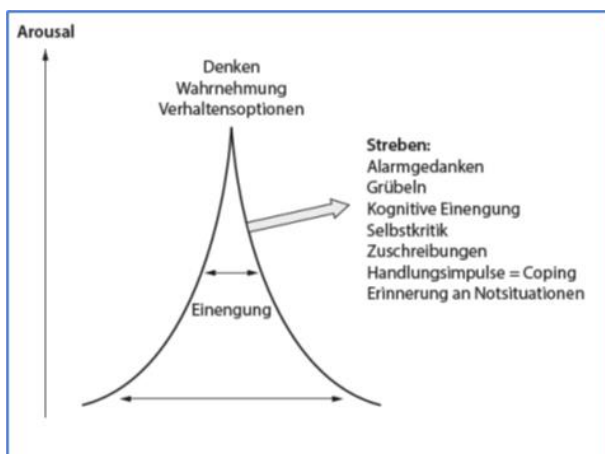 Arousal
Denken
Wahrnehmung
Verhaltensoptionen
Streben:
Alarmgedanken
Grübeln
Kognitive Einengung
Selbstkritik
Zuschreibungen
Handlungsimpulse = Coping
Erinnerung an Notsituationen
Einengung